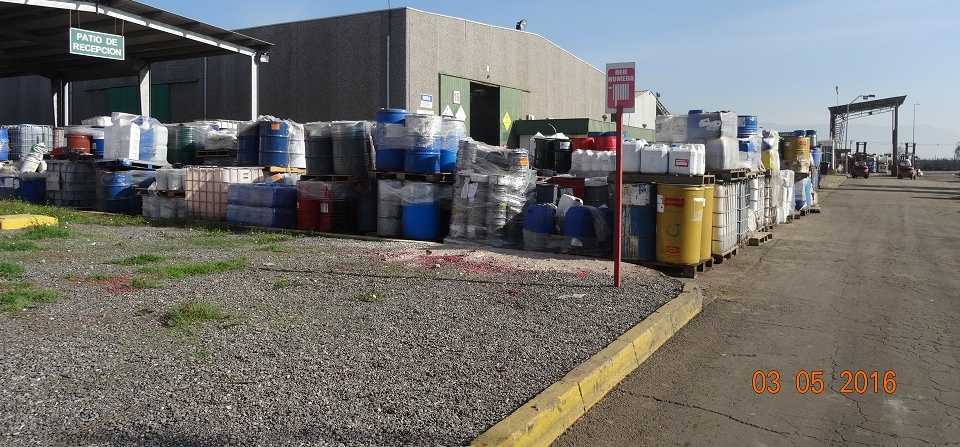 PATIO DE
RECEPCION
RED
HUMEDA
03 05 2016